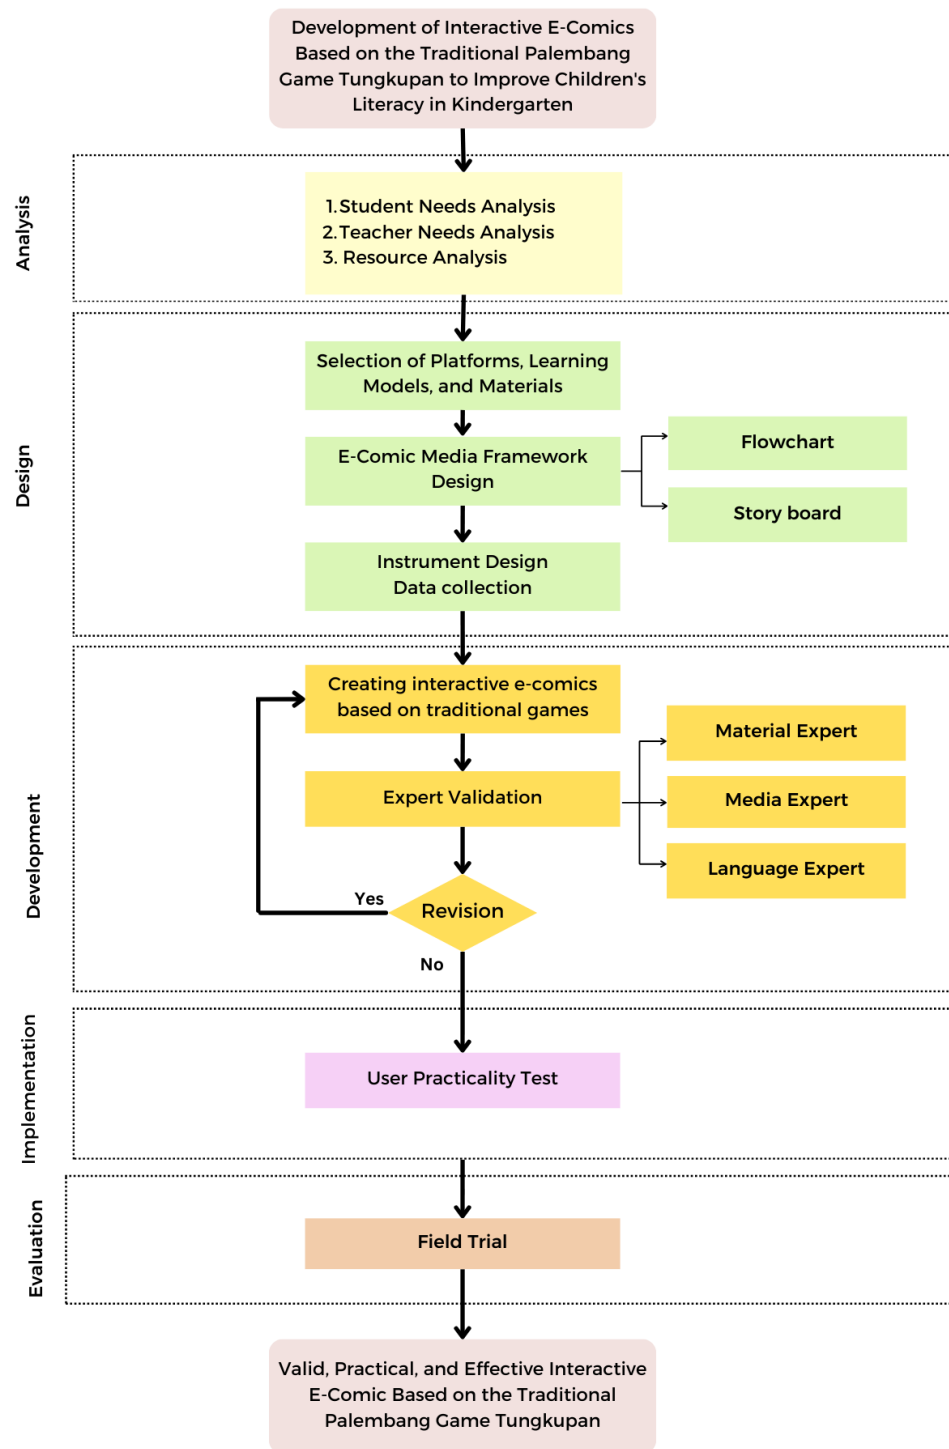 Development of Interactive E-Comics
Based on the Traditional Palembang
Game Tungkupan to Improve Children's
Literacy in Kindergarten
Analysis
1.Student Needs Analysis
2.Teacher Needs Analysis
3. Resource Analysis
Design
Selection of Platforms, Learning
Models, and Materials
E-Comic Media Framework
Design
Flowchart
Story board
Instrument Design
Data collection
Development
Creating interactive e-comics
based on traditional games
Expert Validation
Material Expert
Media Expert
Language Expert
Yes
Revision
No
Implementation
User Practicality Test
Evaluation
Field Trial
Valid, Practical, and Effective Interactive
E-Comic Based on the Traditional
Palembang Game Tungkupan